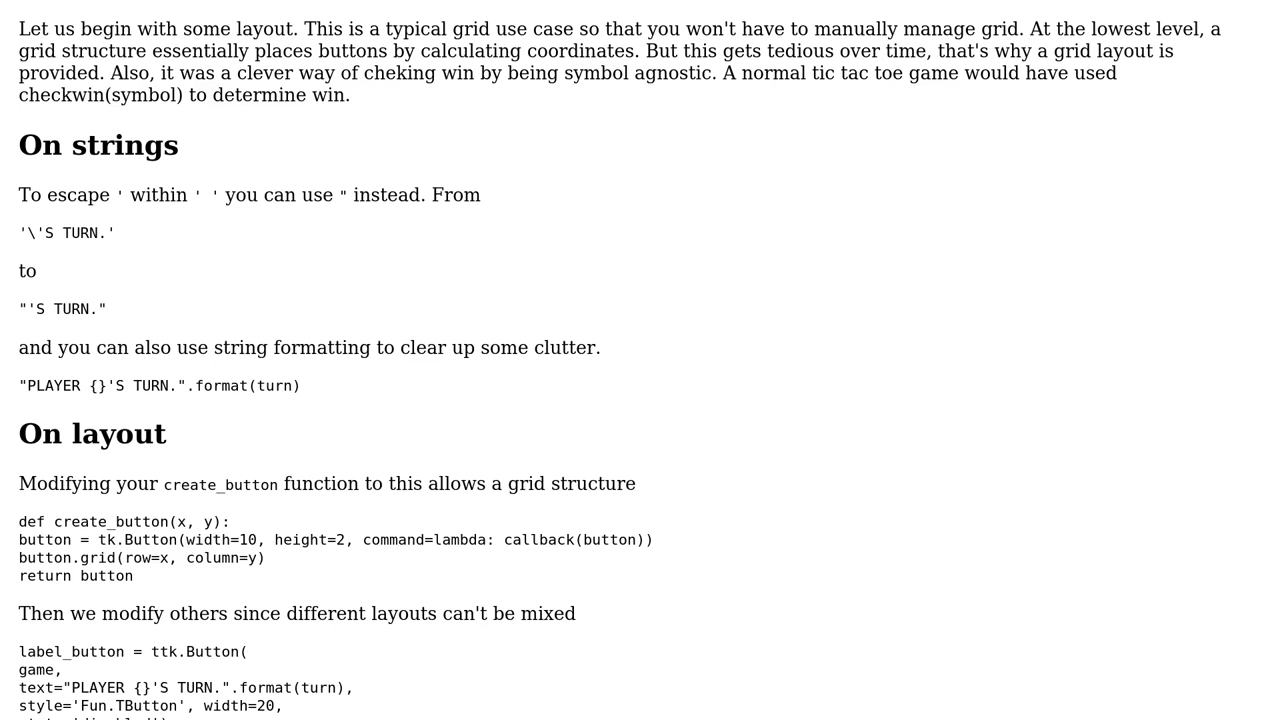 Let us begin with some layout. This is a typical grid use case so that you won't have to manually manage grid. At the lowest level, a
grid structure essentially places buttons by calculating coordinates. But this gets tedious over time, that's why a grid layout is
provided. Also, it was a clever way of cheking win by being symbol agnostic. A normal tic tac toe game would have used
checkwin(symbol) to determine win.
On strings
To escape ' within ' ' you can use " instead. From
'\'S TURN.'
to
"'S TURN."
and you can also use string formatting to clear up some clutter.
"PLAYER {}'S TURN.".format(turn)
On layout
Modifying your create_button function to this allows a grid structure
def create_button(x, y):
button = tk.Button(width=10, height=2, command=lambda: callback(button))
button.grid(row=x, column=y)
return button
Then we modify others since different layouts can't be mixed
label_button = ttk.Button(
game,
text="PLAYER {}'S TURN.".format(turn),
style='Fun.TButton', width=20,